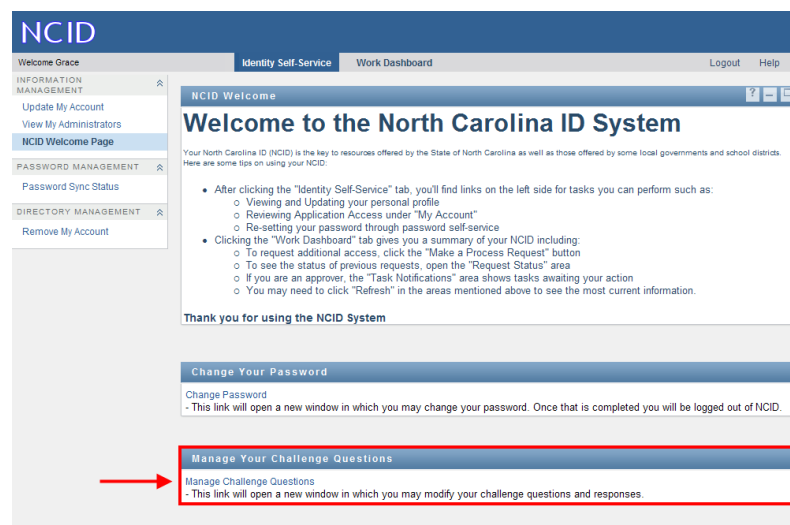 NCID
Welcome Grace
Identity Self-Service
Work Dashboard
Logout
Help
INFORMATION
MANAGEMENT
Update My Account
View My Administrators
NCID Welcome Page
PASSWORD MANAGEMENT
Password Sync Status
DIRECTORY MANAGEMENT
Remove My Account
NCID Welcome
?
Welcome to the North Carolina ID System
Your North Carolina ID (NCID) is the key to resources offered by the State of North Carolina as well as those offered by some local governments and school districts.
Here are some tips on using your NCID:
• After clicking the "Identity Self-Service" tab, you'll find links on the left side for tasks you can perform such as:
o Viewing and Updating your personal profile
o Reviewing Application Access under "My Account"
o Re-setting your password through password self-service
• Clicking the "Work Dashboard" tab gives you a summary of your NCID including:
o To request additional access, click the "Make a Process Request" button
o To see the status of previous requests, open the "Request Status" area
o If you are an approver, the "Task Notifications" area shows tasks awaiting your action
o You may need to click "Refresh" in the areas mentioned above to see the most current information.
Thank you for using the NCID System
Change Your Password
Change Password
- This link will open a new window in which you may change your password. Once that is completed you will be logged out of NCID.
Manage Your Challenge Questions
Manage Challenge Questions
- This link will open a new window in which you may modify your challenge questions and responses.